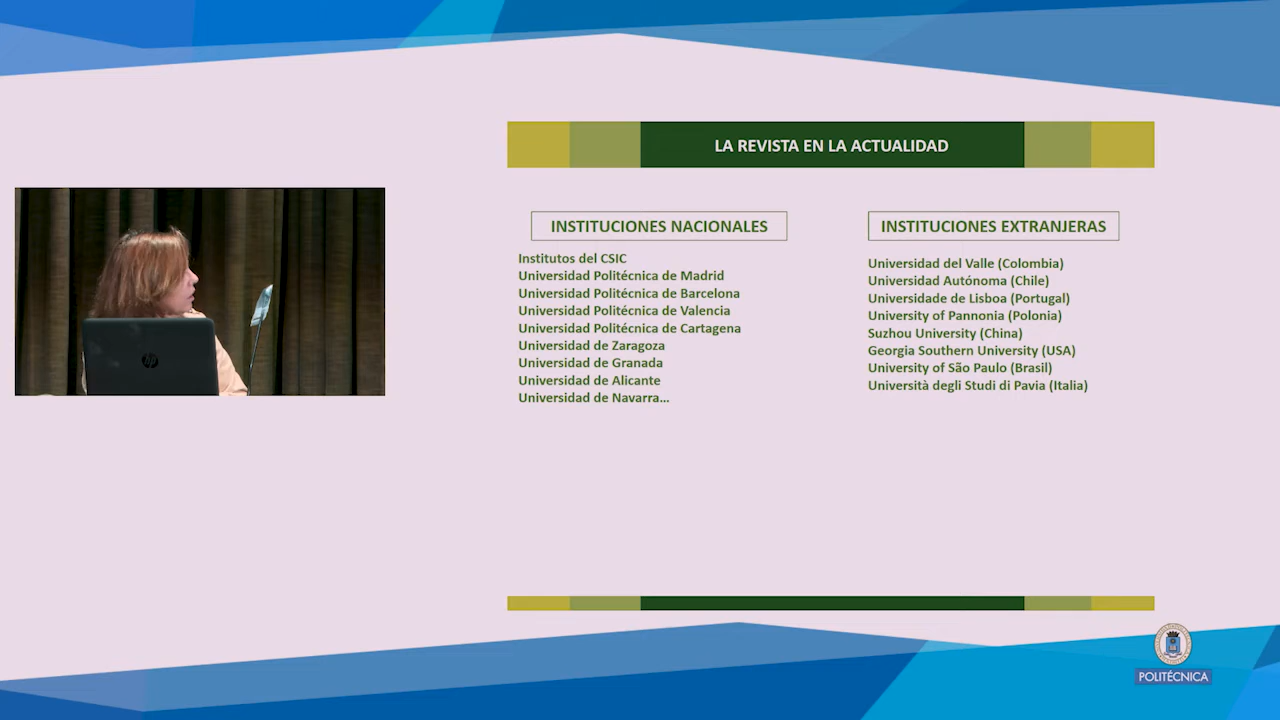 LA REVISTA EN LA ACTUALIDAD
INSTITUCIONES NACIONALES
Institutos del CSIC
Universidad Politécnica de Madrid
Universidad Politécnica de Barcelona
Universidad Politécnica de Valencia
Universidad Politécnica de Cartagena
Universidad de Zaragoza
Universidad de Granada
Universidad de Alicante
Universidad de Navarra...
INSTITUCIONES EXTRANJERAS
Universidad del Valle (Colombia)
Universidad Autónoma (Chile)
Universidade de Lisboa (Portugal)
University of Pannonia (Polonia)
Suzhou University (China)
Georgia Southern University (USA)
University of São Paulo (Brasil)
Università degli Studi di Pavia (Italia)
hp
POLITÉCNICA